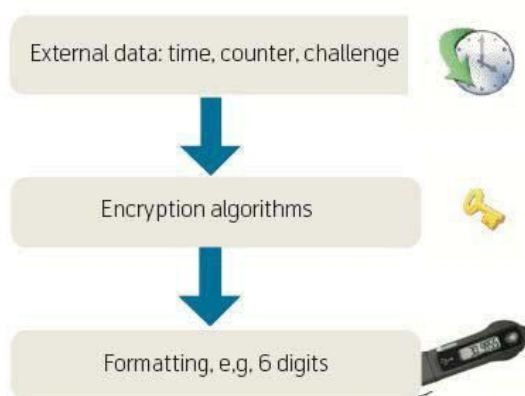 External data: time, counter, challenge
Encryption algorithms
Formatting, e,g, 6 digits